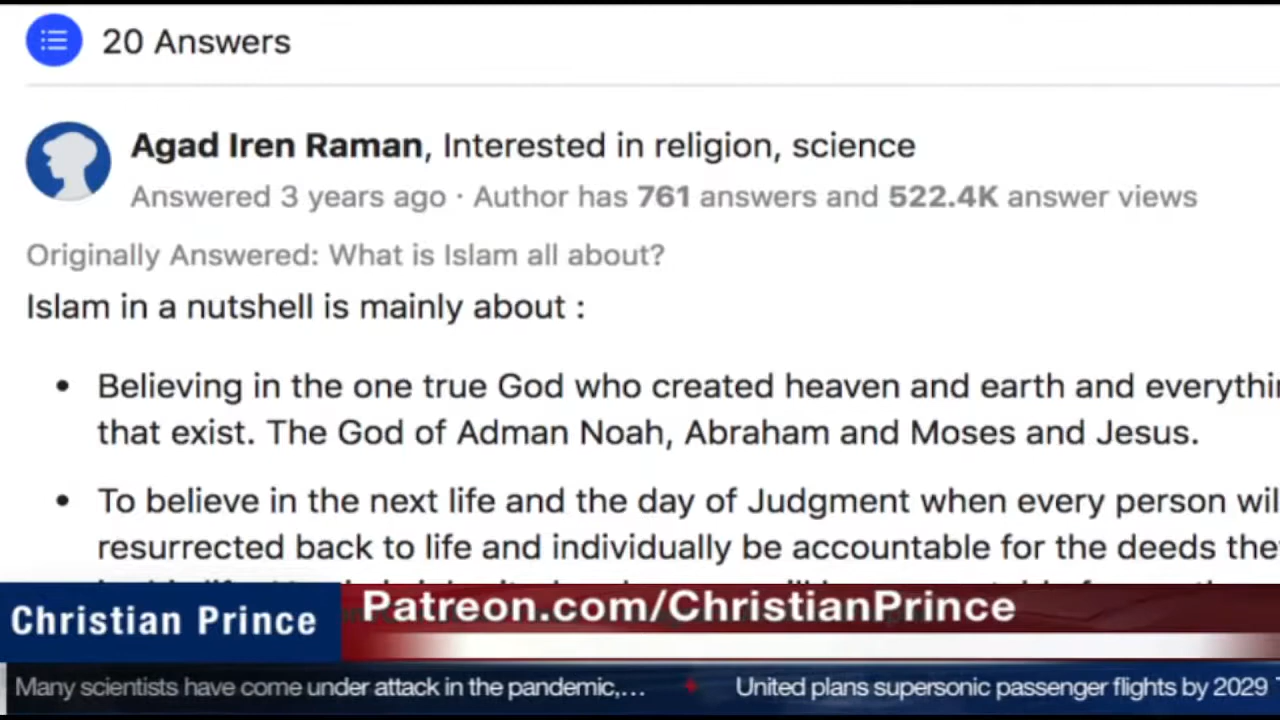 20 Answers
Agad Iren Raman, Interested in religion, science
Answered 3 years ago · Author has 761 answers and 522.4K answer views
Originally Answered: What is Islam all about?
Islam in a nutshell is mainly about :
• Believing in the one true God who created heaven and earth and everythin
that exist. The God of Adman Noah, Abraham and Moses and Jesus.
• To believe in the next life and the day of Judgment when every person wil
resurrected back to life and individually be accountable for the deeds the
Christian Prince
Patreon.com/ChristianPrince
Many scientists have come under attack in the pandemic,...
United plans supersonic passenger flights by 2029